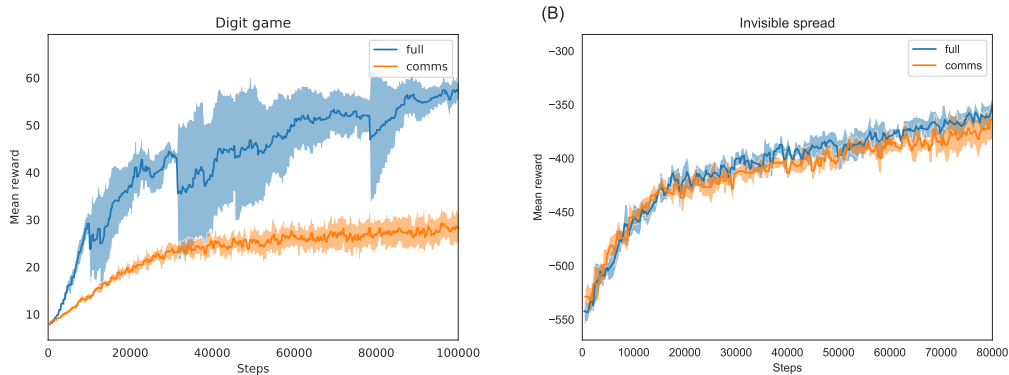 Digit game
full
comms
Mean reward
60
50
40
30
20
10
0
20000
40000
60000
80000
100000
Steps
(B)
Invisible spread
full
comms
Mean reward
−300
−350
−400
−450
−500
−550
0
10000
20000
30000
40000
50000
60000
70000
80000
Steps